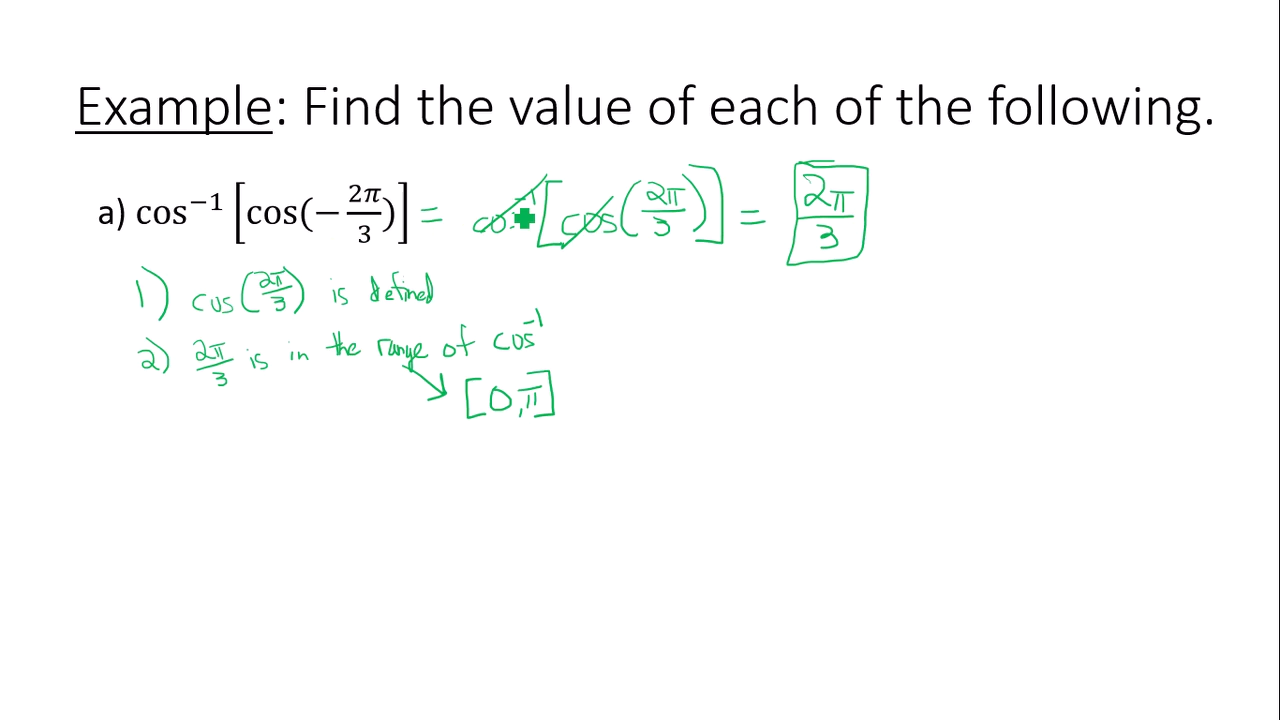 Example: Find the value of each of the following.
a) cos⁻¹ [cos(−2π/3)] = cos⁻¹[cos(2π/3)] = 2π/3
1) cos(2π/3) is defined
2) 2π/3 is in the range of cos⁻¹
[0,π]